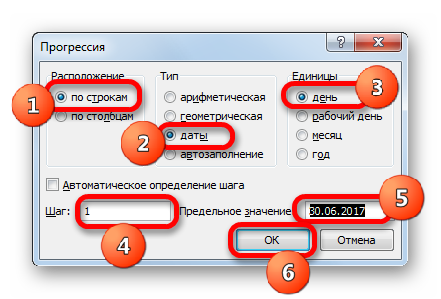 Прогрессия
Расположение Тип Единицы
1 по строкам арифметическая день 3
по столбцам геометрическая рабочий день
2 даты месяц
автозаполнение год
Автоматическое определение шага
Шаг: 1 Предельное значение 30.06.2017 5
4 ОК Отмена
6